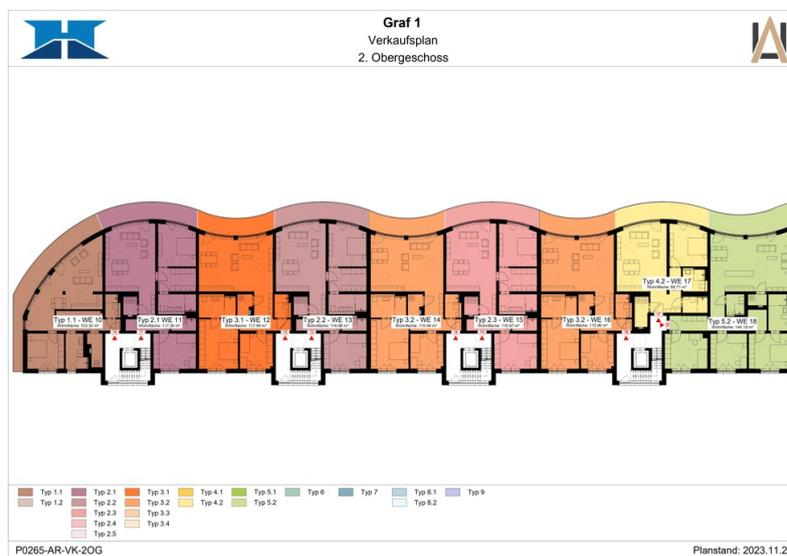 Graf 1
Verkaufsplan
2. Obergeschoss
Typ 1.1 - WE 10
Typ 2.1 WE 11
Typ 3.1 - WE 12
Typ 2.2 - WE 13
Typ 3.2 - WE 14
Typ 2.3 - WE 15
Typ 3.2 - WE 16
Typ 4.2 - WE 17
Typ 5.2 - WE 18
Typ 1.1 Typ 2.1 Typ 3.1 Typ 4.1 Typ 5.1 Typ 6 Typ 7 Typ 8.1 Typ 9
Typ 1.2 Typ 2.2 Typ 3.2 Typ 4.2 Typ 5.2 Typ 8.2
Typ 2.3 Typ 3.3
Typ 2.4 Typ 3.4
Typ 2.5
P0265-AR-VK-2OG
Planstand: 2023.11.2